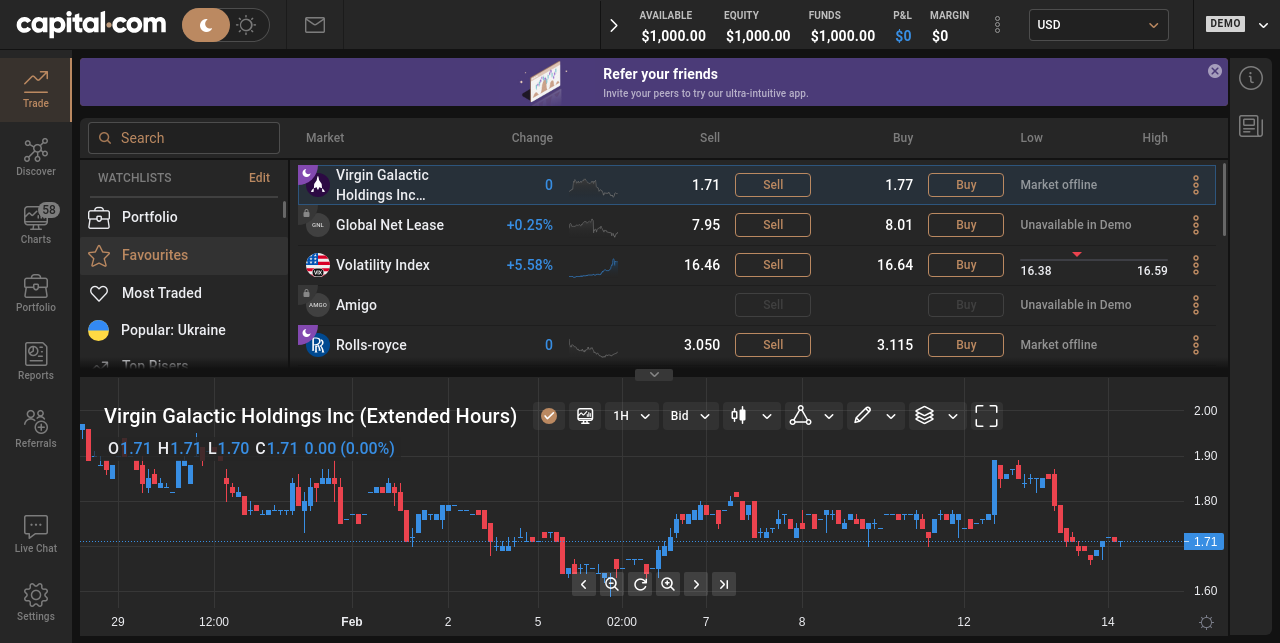 capital.com
AVAILABLE EQUITY FUNDS P&L MARGIN
$1,000.00 $1,000.00 $1,000.00 $0 $0
USD
DEMO
Trade
Discover
58
Charts
Portfolio
Reports
Referrals
Live Chat
Settings
Refer your friends
Invite your peers to try our ultra-intuitive app.
Search
WATCHLISTS Edit
Portfolio
Favourites
Most Traded
Popular: Ukraine
Top Risers
Market Change Sell Buy Low High
Virgin Galactic
Holdings Inc… 0 1.71 Sell 1.77 Buy Market offline
GNL Global Net Lease +0.25% 7.95 Sell 8.01 Buy Unavailable in Demo
VIX Volatility Index +5.58% 16.46 Sell 16.64 Buy 16.38 16.59
AMGO Amigo Sell Buy Unavailable in Demo
Rolls-royce 0 3.050 Sell 3.115 Buy Market offline
Virgin Galactic Holdings Inc (Extended Hours) 1H Bid
O1.71 H1.71 L1.70 C1.71 0.00 (0.00%)
2.00
1.90
1.80
1.71
1.60
29 12:00 Feb 2 5 02:00 7 8 12 14